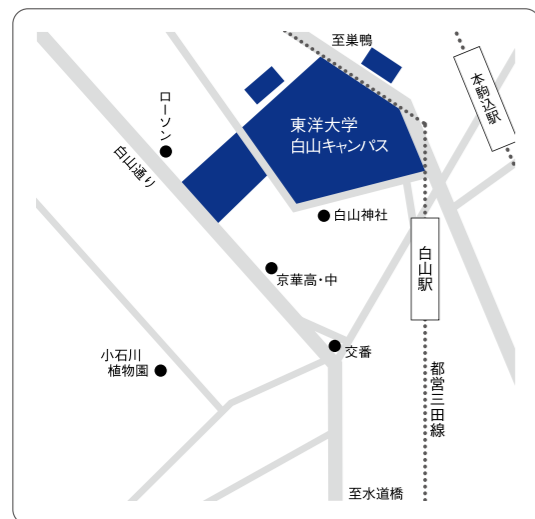 至巣鴨
本駒込駅
ローソン
東洋大学
白山キャンパス
白山通り
白山神社
白山駅
京華高・中
交番
小石川
植物園
都営三田線
至水道橋